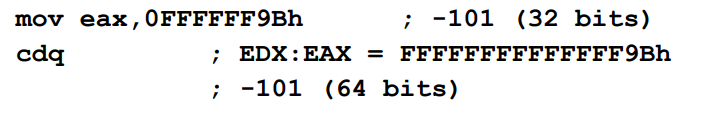 mov eax,0FFFFFF9Bh ; -101 (32 bits)
cdq ; EDX:EAX = FFFFFFFFFFFFFF9Bh
; -101 (64 bits)